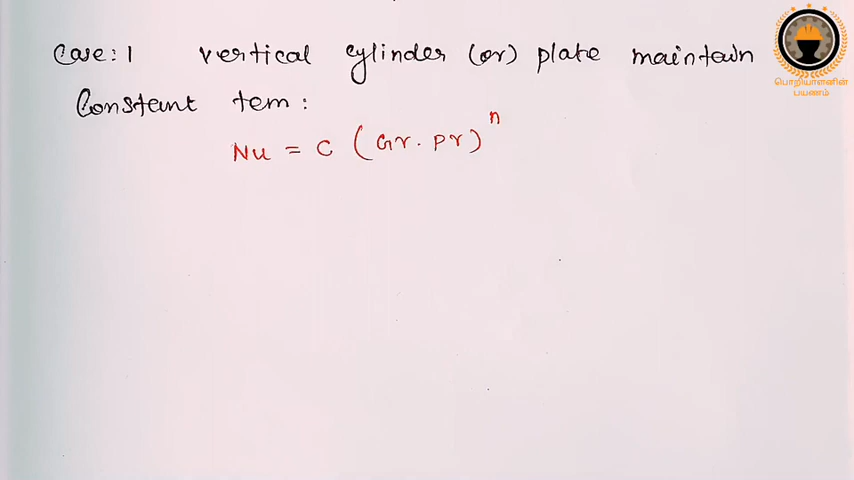 Case: 1 vertical cylinder (or) plate maintain
Constant tem:
Nu = C (Gr. Pr)^n
பொறியாளனின்
பயணம்